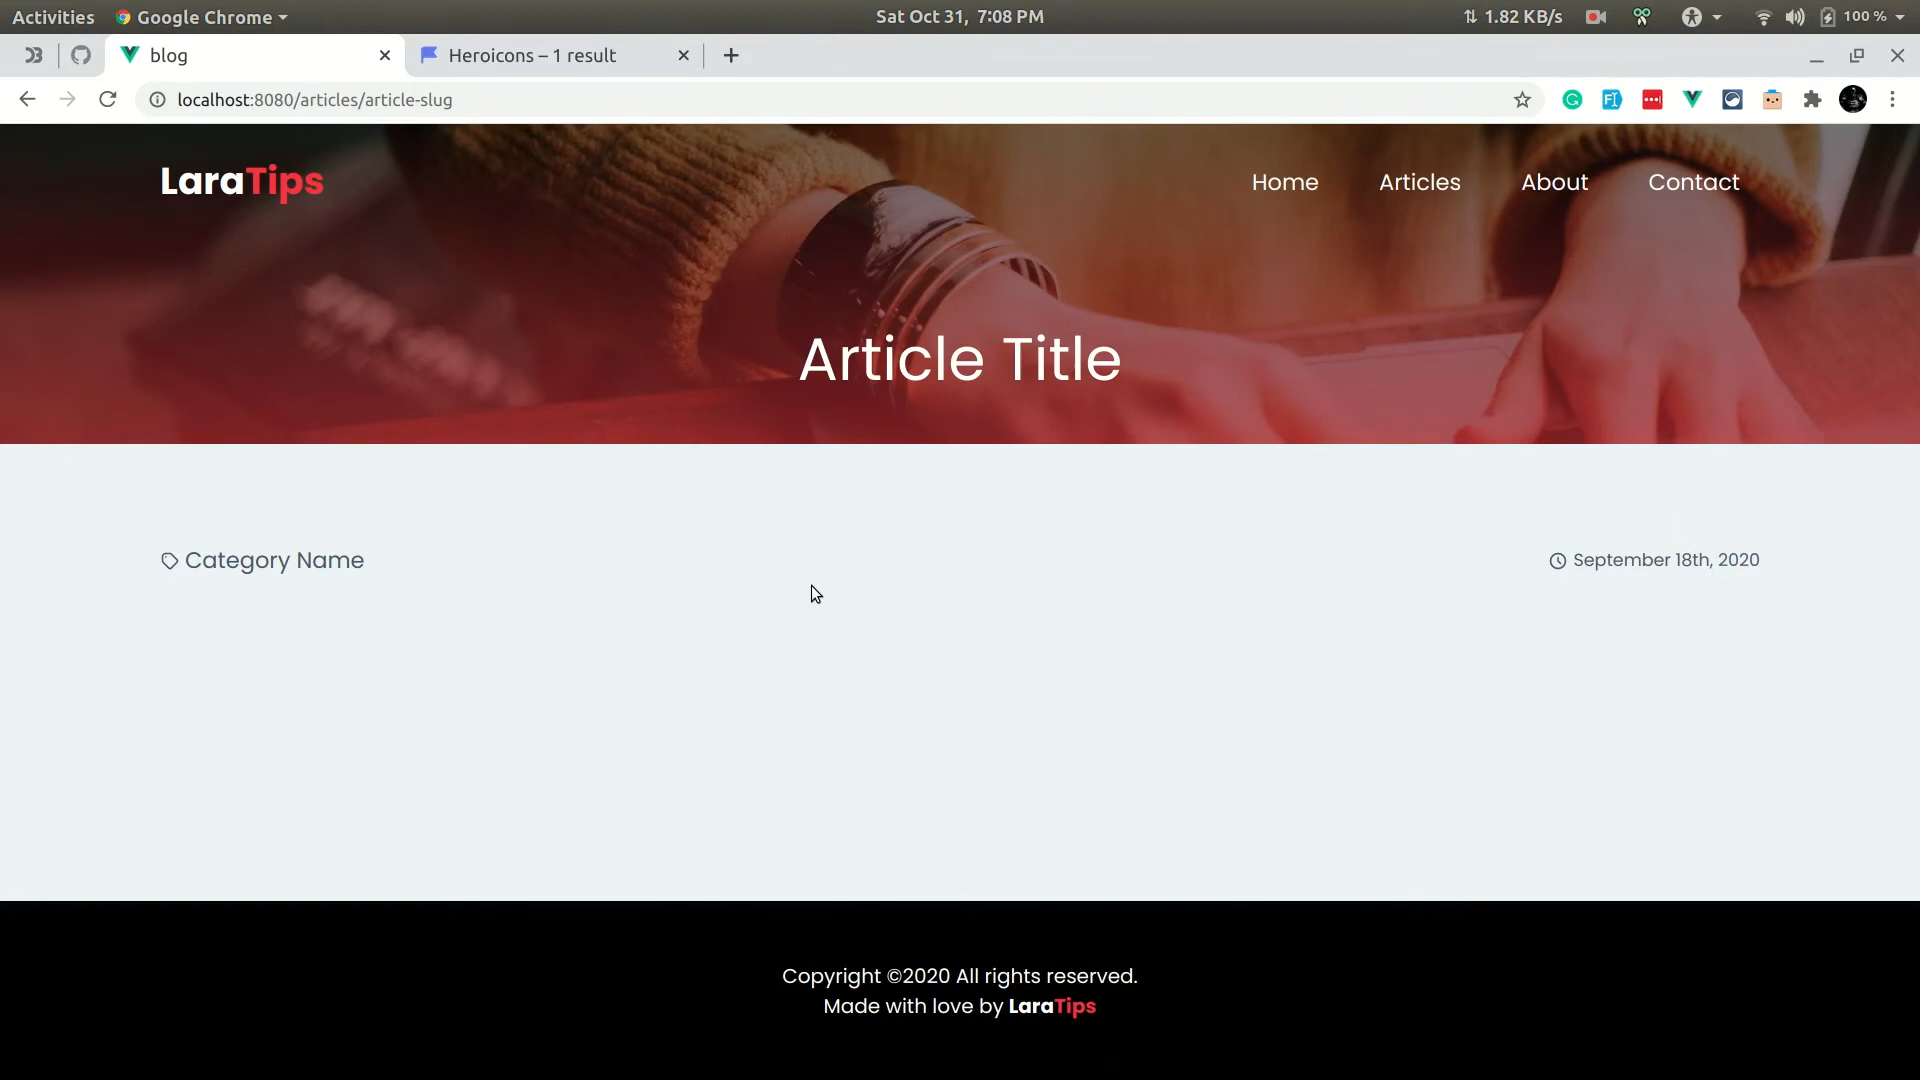 Activities Google Chrome Sat Oct 31, 7:08 PM 1.82 KB/s 100 %
blog Heroicons – 1 result
localhost:8080/articles/article-slug
LaraTips Home Articles About Contact
Article Title
Category Name September 18th, 2020
Copyright ©2020 All rights reserved.
Made with love by LaraTips